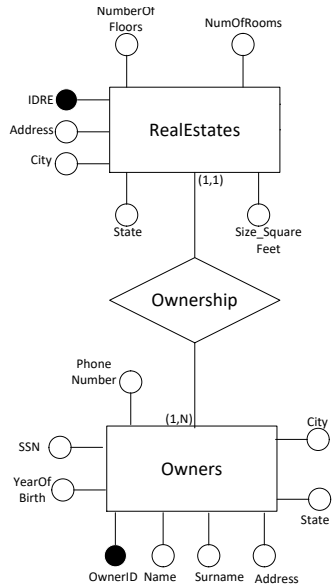 NumberOf
Floors
NumOfRooms
IDRE
RealEstates
Address
City
(1,1)
State
Size_Square
Feet
Ownership
Phone
Number
(1,N)
City
SSN
Owners
YearOf
Birth
State
OwnerID
Name
Surname
Address